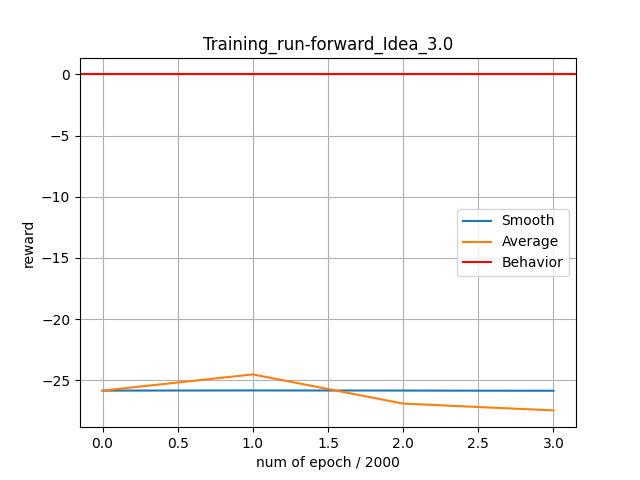 Training_run-forward_Idea_3.0
0
−5
−10
−15
−20
−25
reward
Smooth
Average
Behavior
0.0 0.5 1.0 1.5 2.0 2.5 3.0
num of epoch / 2000